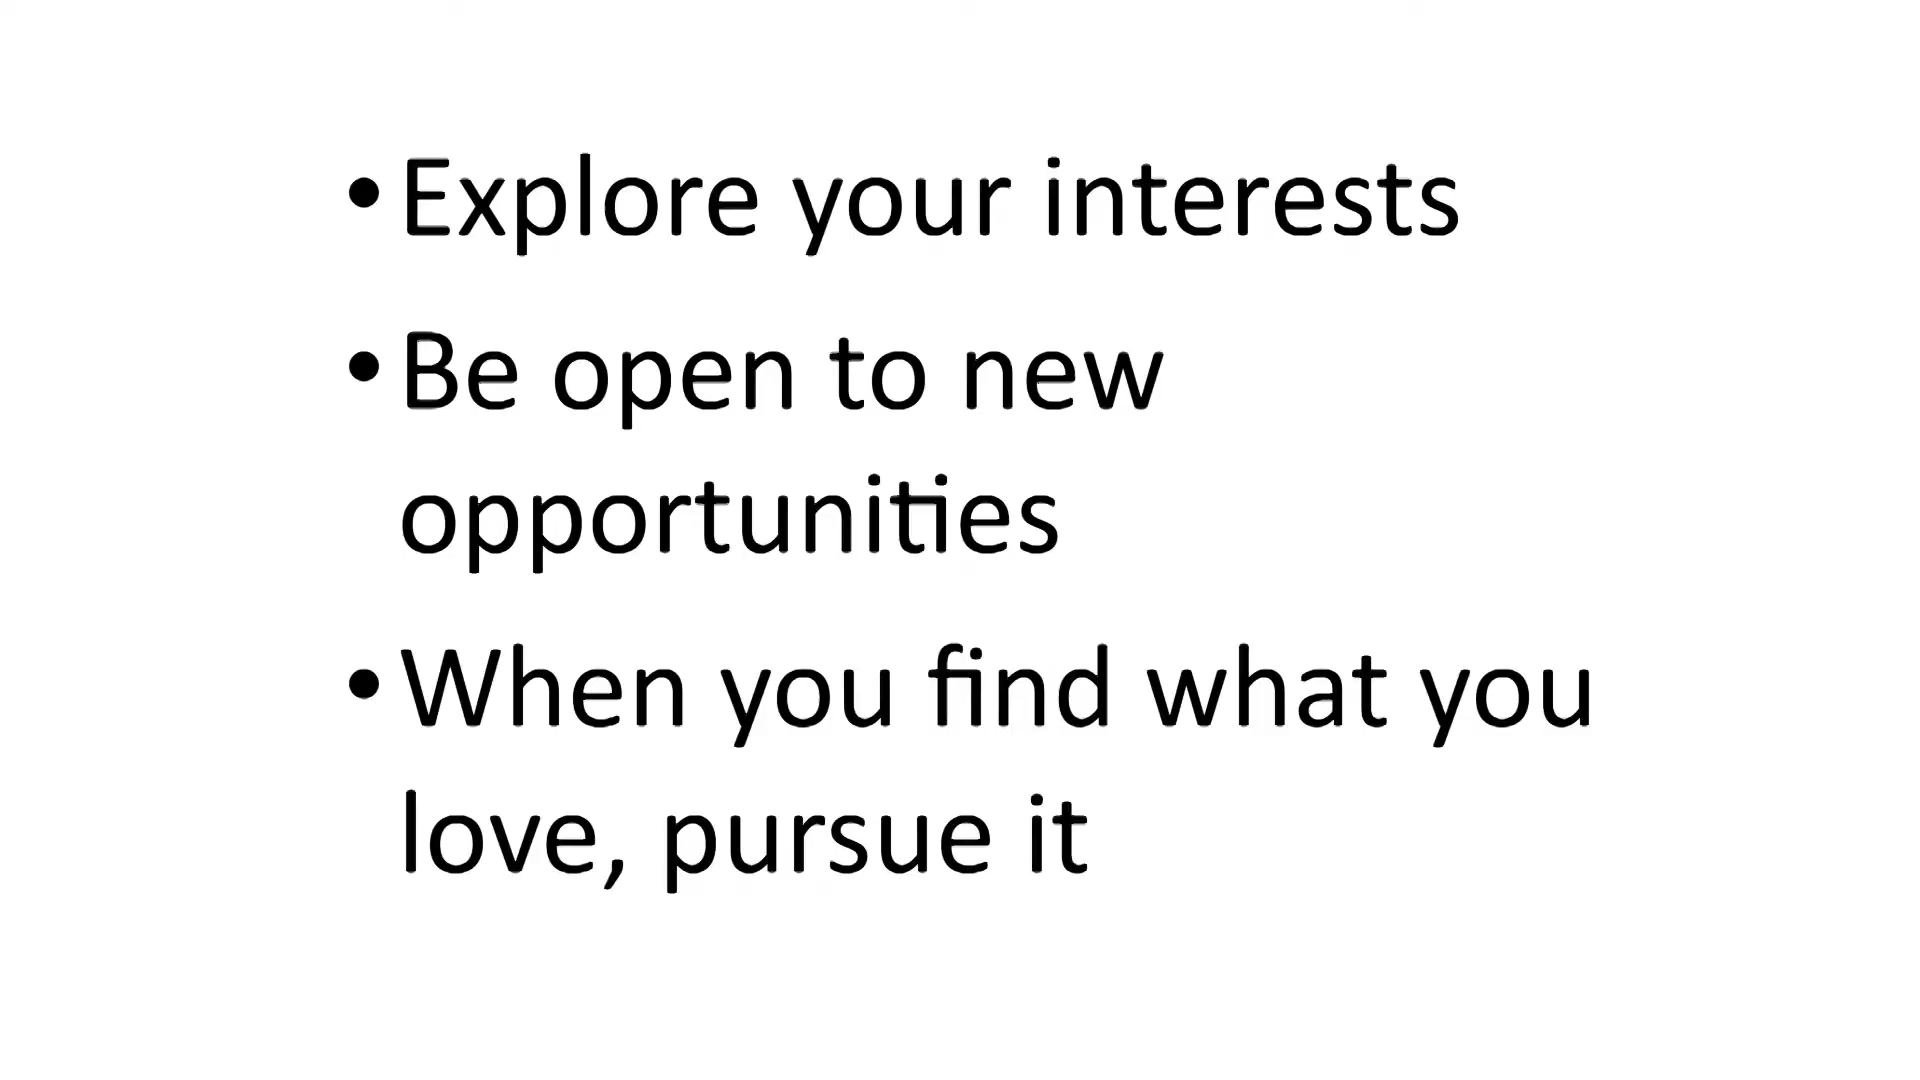 • Explore your interests
• Be open to new
opportunities
• When you find what you
love, pursue it